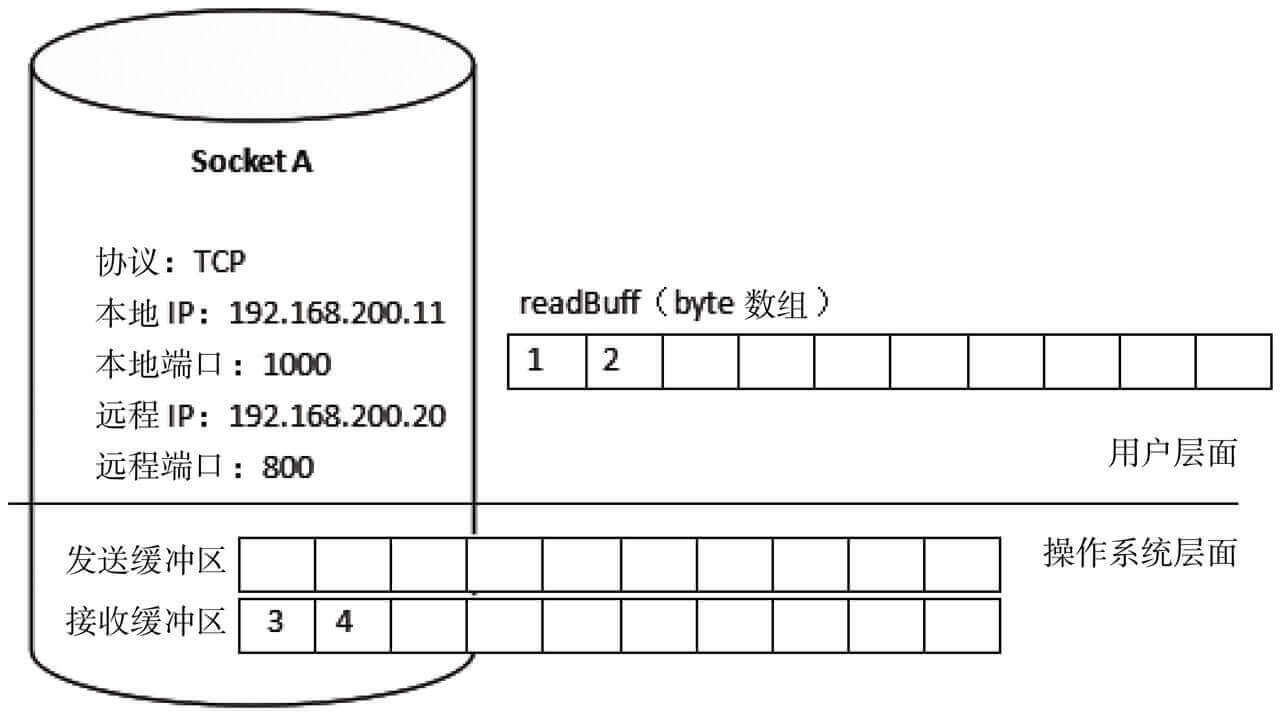 Socket A
协议：TCP
本地 IP：192.168.200.11
本地端口：1000
远程 IP：192.168.200.20
远程端口：800
readBuff（byte 数组）
1 2
用户层面
操作系统层面
发送缓冲区
接收缓冲区 3 4